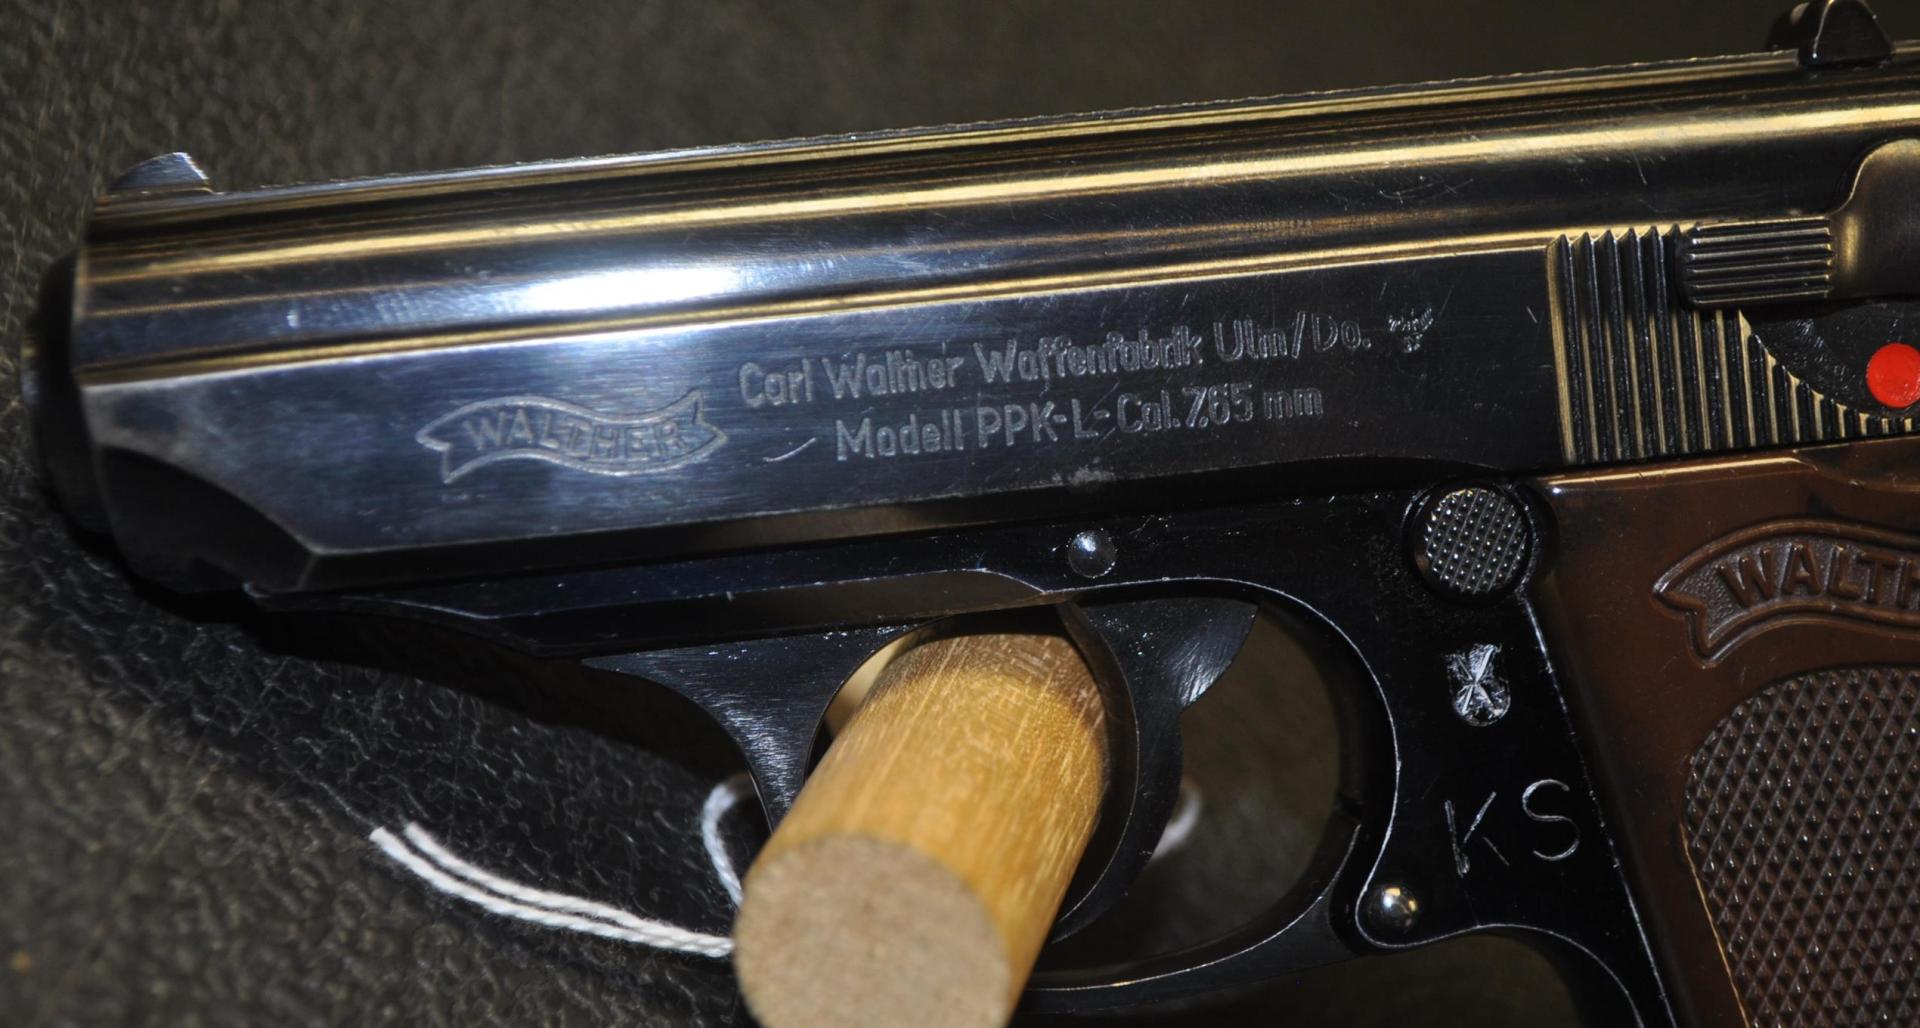 WALTHER
Carl Walther Waffenfabrik Ulm/Do.
Modell PPK-L-Cal. 7,65 mm
WALTH
KS